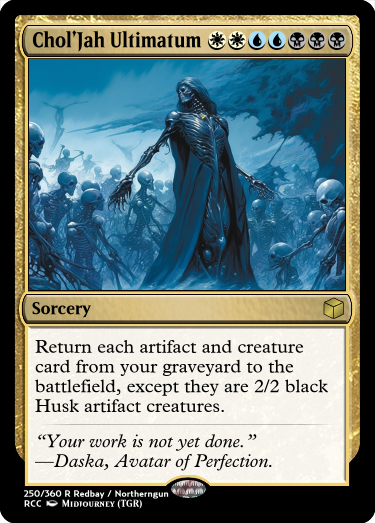 Chol'Jah Ultimatum
Sorcery
Return each artifact and creature
card from your graveyard to the
battlefield, except they are 2/2 black
Husk artifact creatures.
“Your work is not yet done.”
—Daska, Avatar of Perfection.
250/360 R Redbay / Northerngun
RCC Midjourney (TGR)